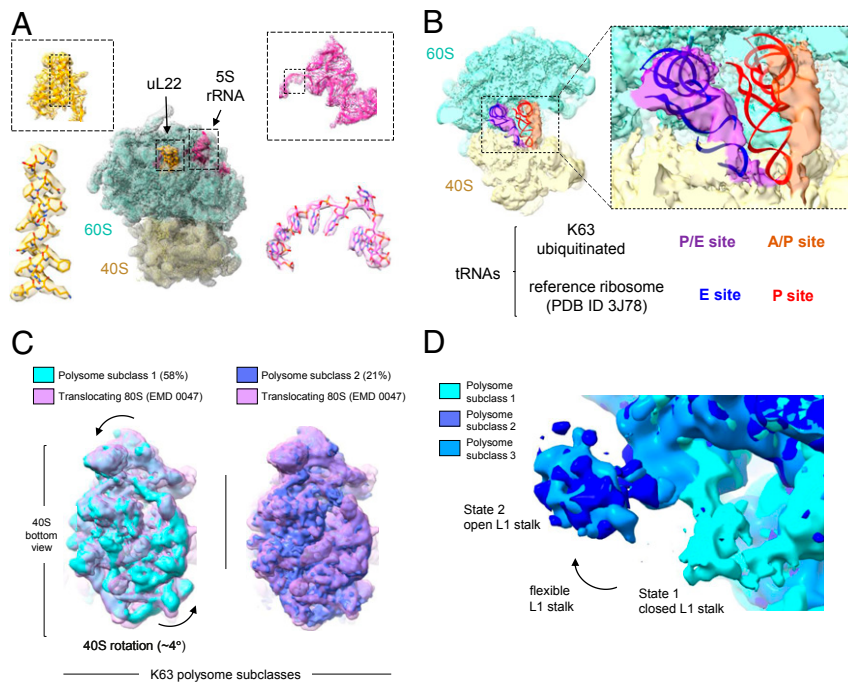 A
uL22
5S
rRNA
60S
40S
B
60S
40S
tRNAs
K63
ubiquitinated
P/E site
A/P site
reference ribosome
(PDB ID 3J78)
E site
P site
C
Polysome subclass 1 (58%)
Translocating 80S (EMD 0047)
Polysome subclass 2 (21%)
Translocating 80S (EMD 0047)
40S
bottom
view
40S rotation (~4°)
K63 polysome subclasses
D
Polysome
subclass 1
Polysome
subclass 2
Polysome
subclass 3
State 2
open L1 stalk
flexible
L1 stalk
State 1
closed L1 stalk